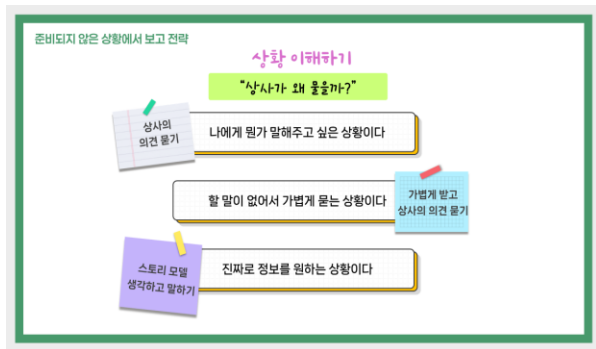 준비되지 않은 상황에서 보고 전략
상황 이해하기
“상사가 왜 물을까?”
상사의
의견 묻기
나에게 뭔가 말해주고 싶은 상황이다
할 말이 없어서 가볍게 묻는 상황이다
가볍게 받고
상사의 의견 묻기
스토리 모델
생각하고 말하기
진짜로 정보를 원하는 상황이다